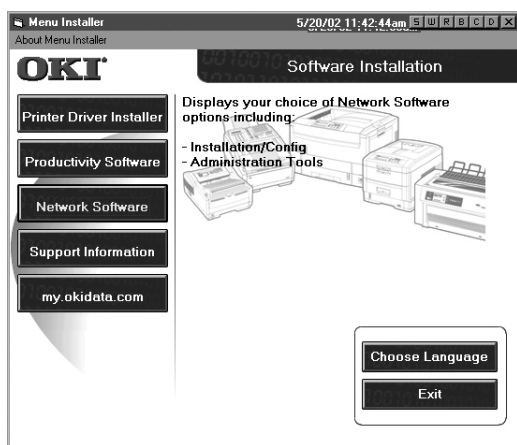 Menu Installer 5/20/02 11:42:44am S W R B C D X
About Menu Installer
OKI
Software Installation
Printer Driver Installer
Productivity Software
Network Software
Support Information
my.okidata.com
Displays your choice of Network Software
options including:
- Installation/Config
- Administration Tools
Choose Language
Exit